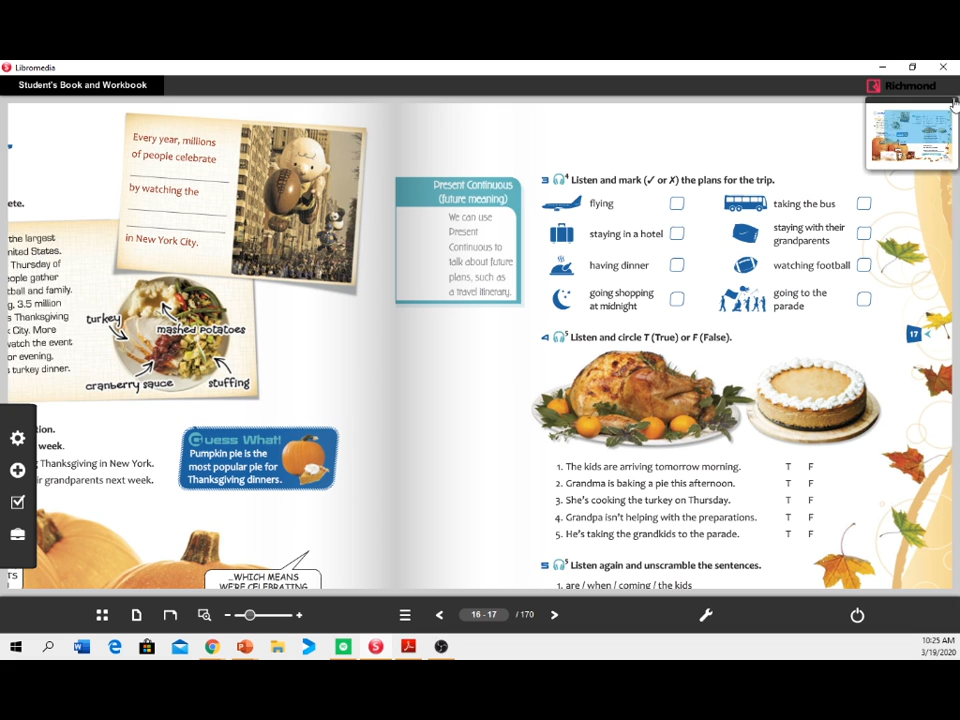 Libromedia
Student's Book and Workbook
Richmond
Every year, millions
of people celebrate
by watching the
in New York City.
ete.
the largest
nited States.
Thursday of
eople gather
tball and family.
g, 3.5 million
s Thanksgiving
k City. More
watch the event
or evening,
turkey dinner.
turkey
mashed potatoes
cranberry sauce
stuffing
tion.
week.
g Thanksgiving in New York.
ir grandparents next week.
Guess What!
Pumpkin pie is the
most popular pie for
Thanksgiving dinners.
...WHICH MEANS
WE'RE CELEBRATING
TS
Present Continuous
(future meaning)
We can use
Present
Continuous to
talk about future
plans, such as
a travel itinerary.
3 4 Listen and mark (✓ or ✗) the plans for the trip.
flying
taking the bus
staying in a hotel
staying with their
grandparents
having dinner
watching football
going shopping
at midnight
going to the
parade
17
4 5 Listen and circle T (True) or F (False).
1. The kids are arriving tomorrow morning. T F
2. Grandma is baking a pie this afternoon. T F
3. She's cooking the turkey on Thursday. T F
4. Grandpa isn't helping with the preparations. T F
5. He's taking the grandkids to the parade. T F
5 5 Listen again and unscramble the sentences.
1. are / when / coming / the kids
16 - 17 / 170
10:25 AM
3/19/2020